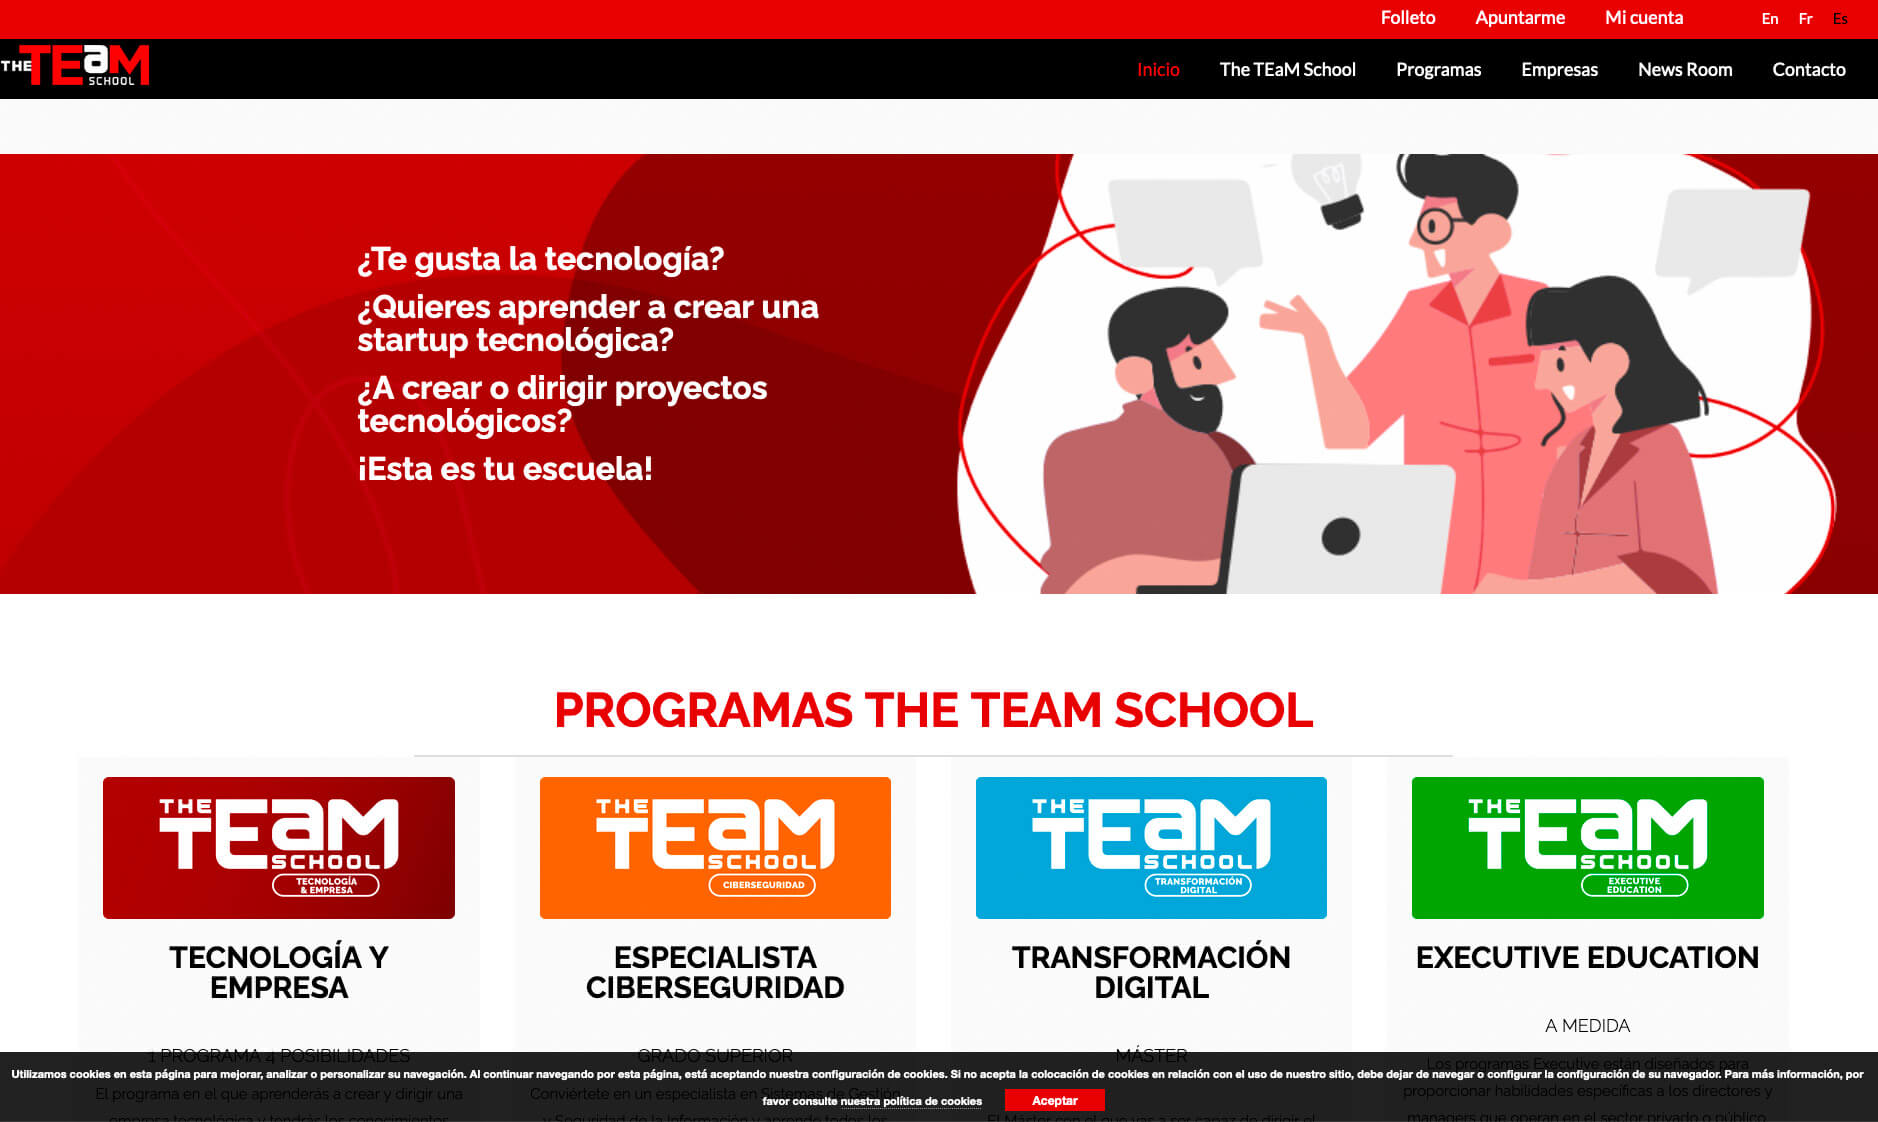 Folleto Apuntarme Mi cuenta En Fr Es
THE TEaM SCHOOL
Inicio The TEaM School Programas Empresas News Room Contacto
¿Te gusta la tecnología?
¿Quieres aprender a crear una
startup tecnológica?
¿A crear o dirigir proyectos
tecnológicos?
¡Esta es tu escuela!
PROGRAMAS THE TEAM SCHOOL
THE TEaM SCHOOL
TECNOLOGÍA
& EMPRESA
TECNOLOGÍA Y
EMPRESA
1 PROGRAMA 4 POSIBILIDADES
El programa en el que aprenderás a crear y dirigir una
empresa tecnológica y tendrás los conocimientos
THE TEaM SCHOOL
CIBERSEGURIDAD
ESPECIALISTA
CIBERSEGURIDAD
GRADO SUPERIOR
Conviértete en un especialista en Sistemas de Gestión
y Seguridad de la Información y aprende todos los
THE TEaM SCHOOL
TRANSFORMACIÓN
DIGITAL
TRANSFORMACIÓN
DIGITAL
MÁSTER
El Máster con el que vas a ser capaz de dirigir el
THE TEaM SCHOOL
EXECUTIVE
EDUCATION
EXECUTIVE EDUCATION
A MEDIDA
Los programas Executive están diseñados para
proporcionar habilidades específicas a los directores y
managers que operan en el sector privado o público
Utilizamos cookies en esta página para mejorar, analizar o personalizar su navegación. Al continuar navegando por esta página, está aceptando nuestra configuración de cookies. Si no acepta la colocación de cookies en relación con el uso de nuestro sitio, debe dejar de navegar o configurar la configuración de su navegador. Para más información, por
favor consulte nuestra política de cookies Aceptar